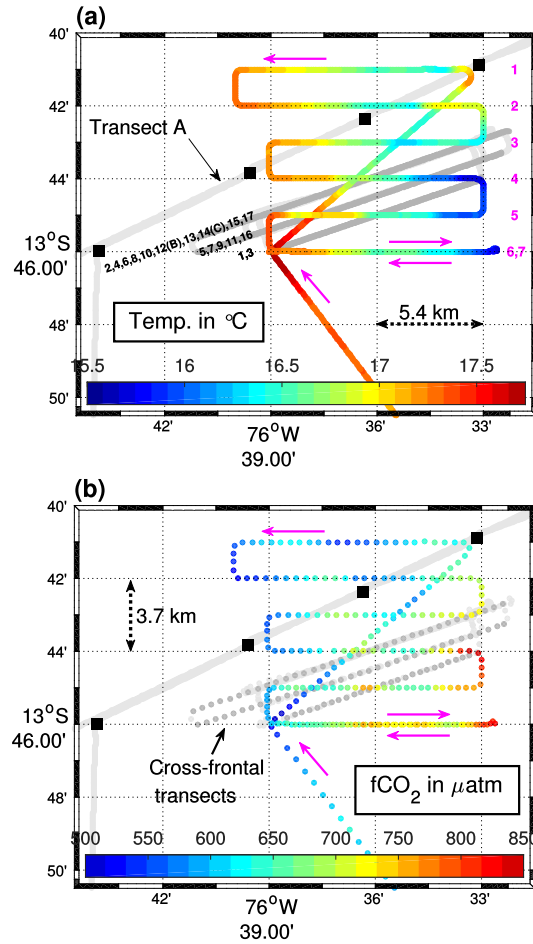 (a)
40'
1
42'
2
Transect A
3
44'
4
2,4,6,8,10,12(B),13,14(C),15,17
5
5,7,9,11,16
13°S
1,3
6,7
46.00'
Temp. in °C
5.4 km
48'
15.5 16 16.5 17 17.5
50'
42' 76°W 36' 33'
39.00'
(b)
40'
42'
3.7 km
44'
13°S
46.00'
Cross-frontal
transects
fCO₂ in μatm
48'
500 550 600 650 700 750 800 850
50'
42' 76°W 36' 33'
39.00'